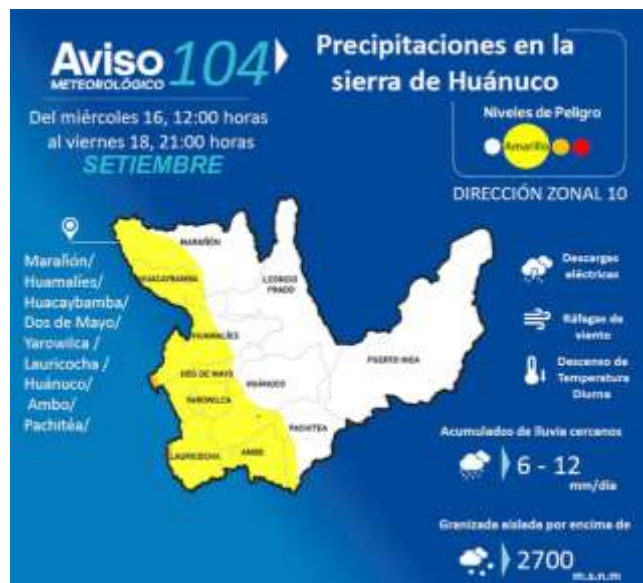 Aviso 104
METEOROLÓGICO
Del miércoles 16, 12:00 horas
al viernes 18, 21:00 horas
SETIEMBRE
Precipitaciones en la
sierra de Huánuco
Niveles de Peligro
Amarillo
DIRECCIÓN ZONAL 10
Marañón/
Huamalíes/
Huacaybamba/
Dos de Mayo/
Yarowilca /
Lauricocha /
Huánuco/
Ambo/
Pachitéa/
MARAÑÓN
HUACAYBAMBA
LEONCIO
PRADO
HUAMALÍES
DOS DE MAYO
YAROWILCA
HUÁNUCO
PUERTO INCA
PACHITEA
LAURICOCHA
AMBO
Descargas
eléctricas
Ráfagas de
viento
Descenso de
Temperatura
Diurna
Acumulados de lluvia cercanos
6 - 12
mm/día
Granizada aislada por encima de
2700
m.s.n.m